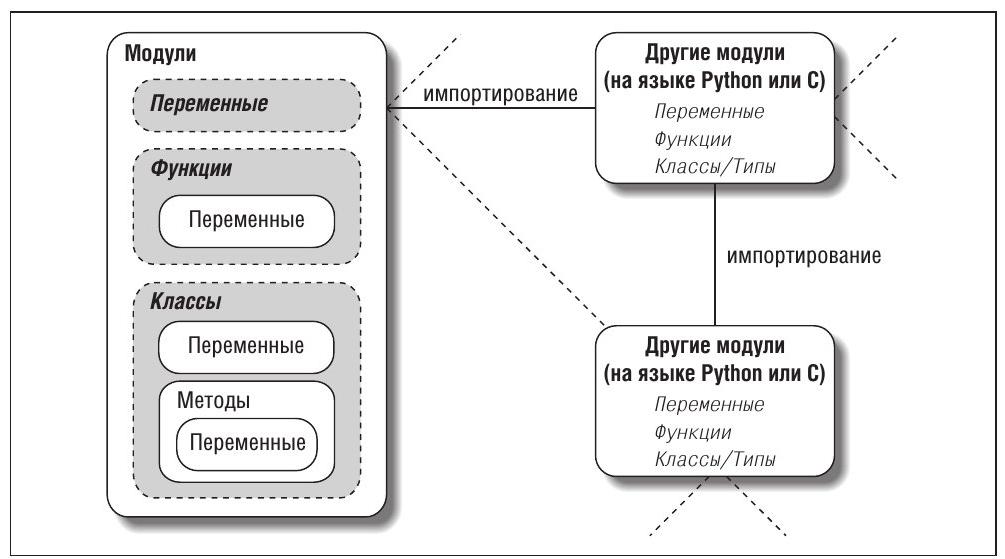 Модули
Переменные
Функции
Переменные
Классы
Переменные
Методы
Переменные
импортирование
Другие модули
(на языке Python или C)
Переменные
Функции
Классы/Типы
импортирование
Другие модули
(на языке Python или C)
Переменные
Функции
Классы/Типы